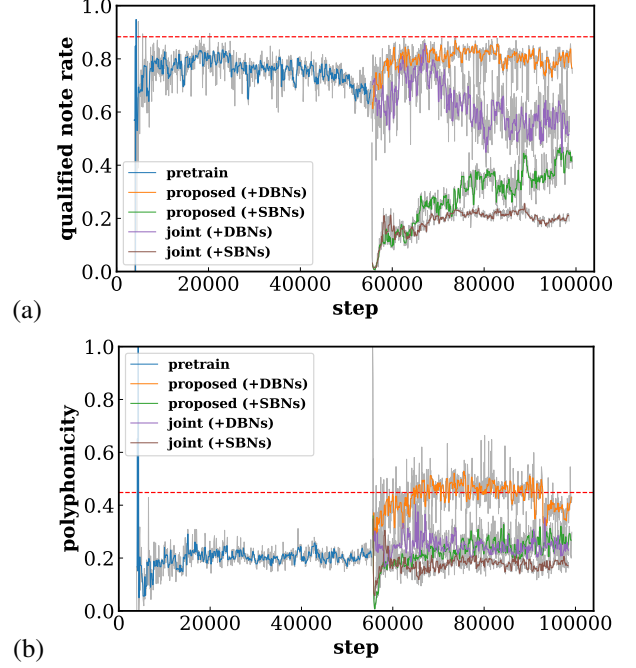 1.0
0.8
0.6
0.4
0.2
0.0
qualified note rate
pretrain
proposed (+DBNs)
proposed (+SBNs)
joint (+DBNs)
joint (+SBNs)
0 20000 40000 60000 80000 100000
step
(a)
1.0
0.8
0.6
0.4
0.2
0.0
polyphonicity
pretrain
proposed (+DBNs)
proposed (+SBNs)
joint (+DBNs)
joint (+SBNs)
0 20000 40000 60000 80000 100000
step
(b)